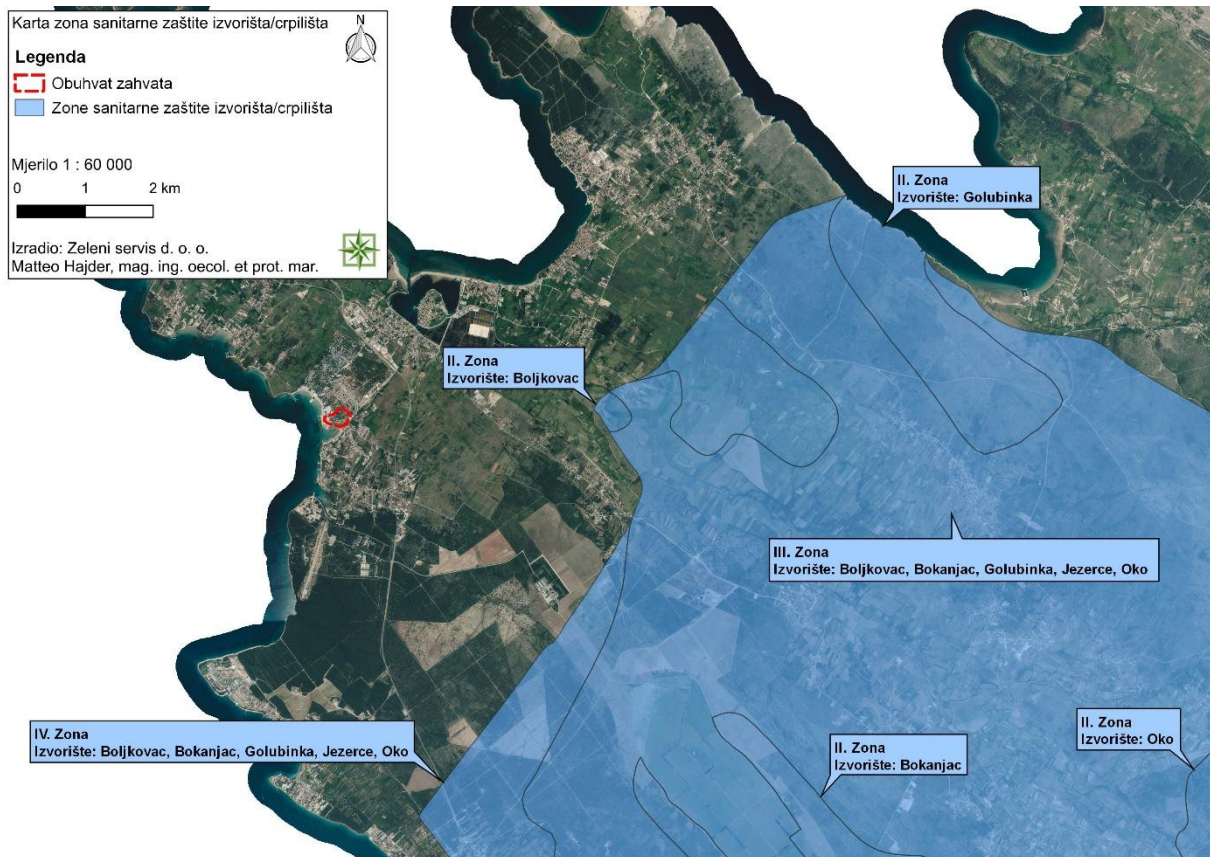 Karta zona sanitarne zaštite izvorišta/crpilišta
N
Legenda
Obuhvat zahvata
Zone sanitarne zaštite izvorišta/crpilišta
Mjerilo 1 : 60 000
0 1 2 km
Izradio: Zeleni servis d. o. o.
Matteo Hajder, mag. ing. oecol. et prot. mar.
II. Zona
Izvorište: Golubinka
II. Zona
Izvorište: Boljkovac
III. Zona
Izvorište: Boljkovac, Bokanjac, Golubinka, Jezerce, Oko
IV. Zona
Izvorište: Boljkovac, Bokanjac, Golubinka, Jezerce, Oko
II. Zona
Izvorište: Bokanjac
II. Zona
Izvorište: Oko